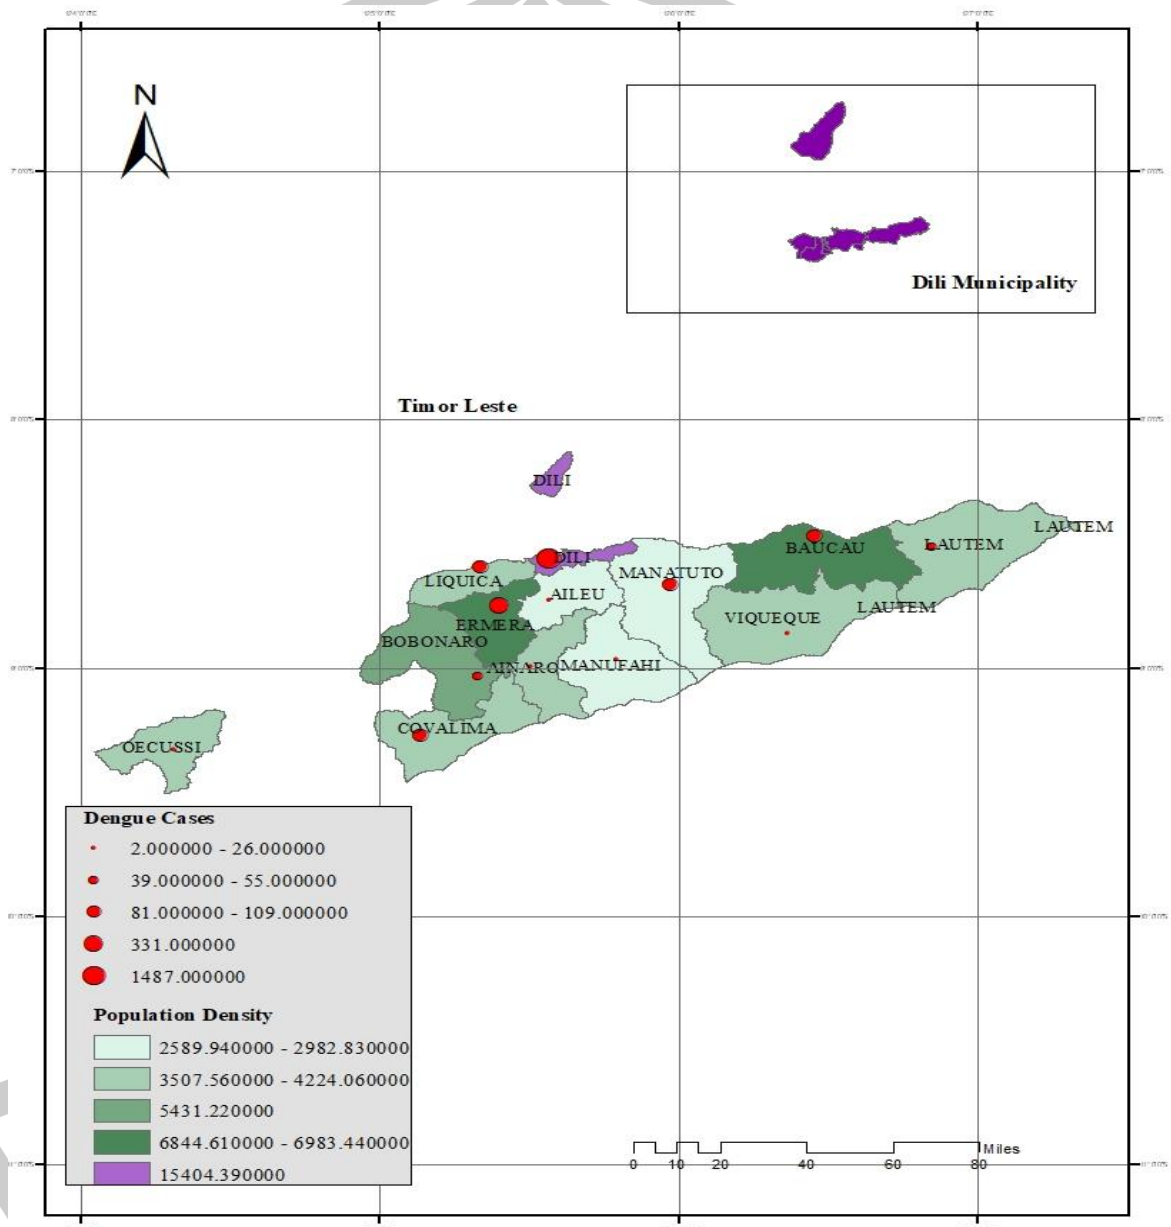 N
Dili Municipality
Timor Leste
DILI
LAUTEM
BAUCAU
LAUTEM
DILI
MANATUTO
LIQUICA
AILEU
LAUTEM
VIQUEQUE
ERMERA
BOBONARO
AINARO
MANUFAHI
COVALIMA
OECUSSI
Dengue Cases
2.000000 - 26.000000
39.000000 - 55.000000
81.000000 - 109.000000
331.000000
1487.000000
Population Density
2589.940000 - 2982.830000
3507.560000 - 4224.060000
5431.220000
6844.610000 - 6983.440000
15404.390000
Miles
0 10 20 40 60 80